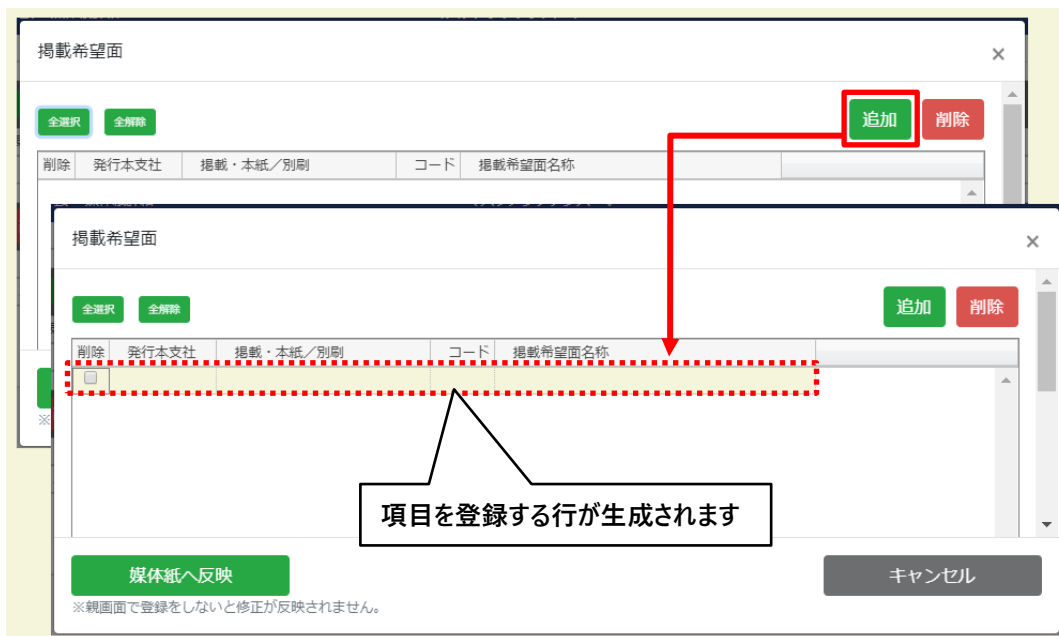 掲載希望面
×
全選択 全解除 追加 削除
削除 発行本支社 掲載・本紙／別刷 コード 掲載希望面名称
掲載希望面
×
全選択 全解除 追加 削除
削除 発行本支社 掲載・本紙／別刷 コード 掲載希望面名称
項目を登録する行が生成されます
媒体紙へ反映 キャンセル
※
※親画面で登録をしないと修正が反映されません。